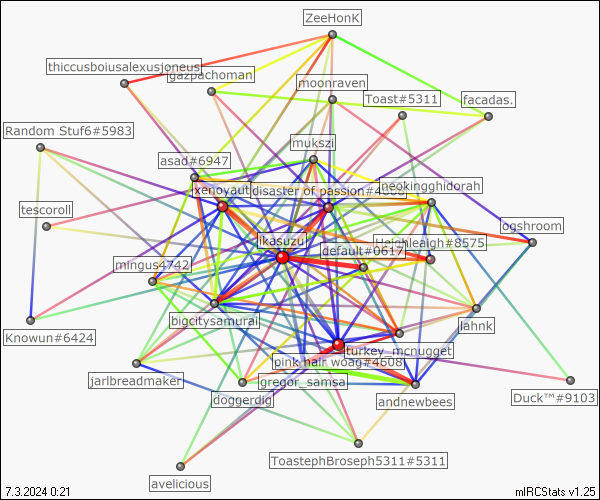 ZeeHonK
thiccusboiusalexusjoneus
gazpachoman
moonraven
Toast#5311
facadas.
Random Stuf6#5983
mukszi
asad#6947
xenoyaut
disaster of passion#4
neokingghidorah
tescoroll
ogshroom
ikasuzu
Heighleaigh#8575
default#0617
mingus4742
bigcitysamurai
lahnk
Knowun#6424
turkey_mcnugget
pink hair woag#4608
jarlbreadmaker
gregor_samsa
doggerdig
andnewbees
Duck™#9103
ToastephBroseph5311#5311
avelicious
7.3.2024 0:21
mIRCStats v1.25